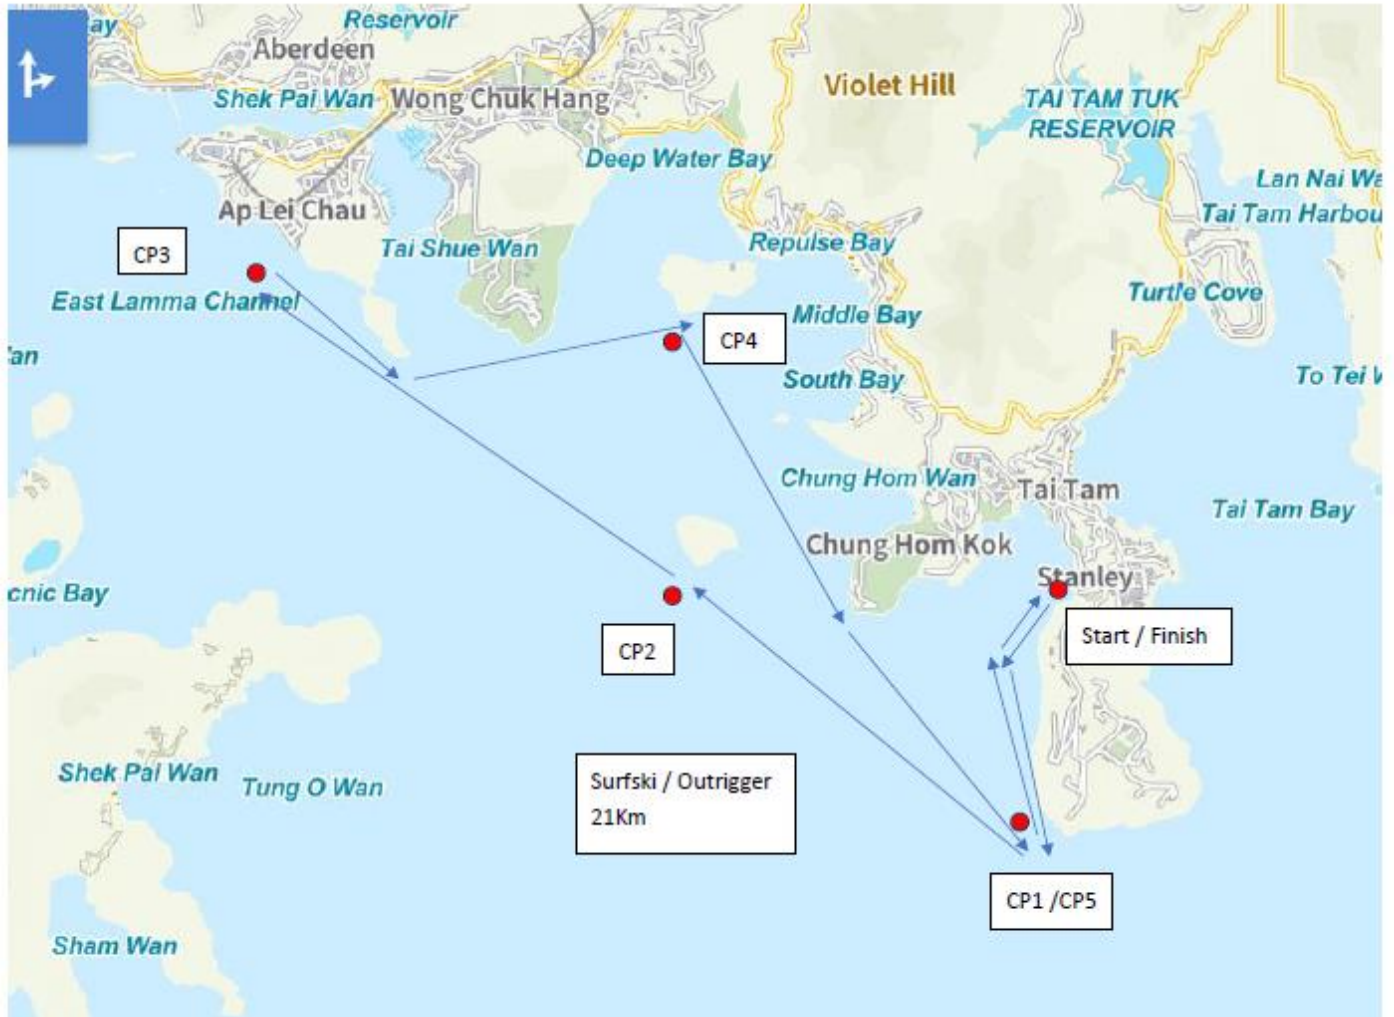 ay
Reservoir
Aberdeen
Shek Pai Wan
Wong Chuk Hang
Violet Hill
TAI TAM TUK
RESERVOIR
Deep Water Bay
Lan Nai Wa
Ap Lei Chau
Tai Tam Harbou
CP3
Tai Shue Wan
Repulse Bay
East Lamma Channel
Turtle Cove
Middle Bay
CP4
'an
South Bay
To Tei W
Chung Hom Wan
Tai Tam
Tai Tam Bay
Chung Hom Kok
Stanley
cnic Bay
Start / Finish
CP2
Shek Pai Wan
Tung O Wan
Surfski / Outrigger
21Km
CP1 /CP5
Sham Wan